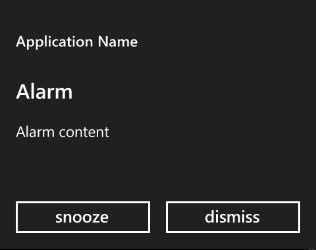 Application Name
Alarm
Alarm content
snooze dismiss